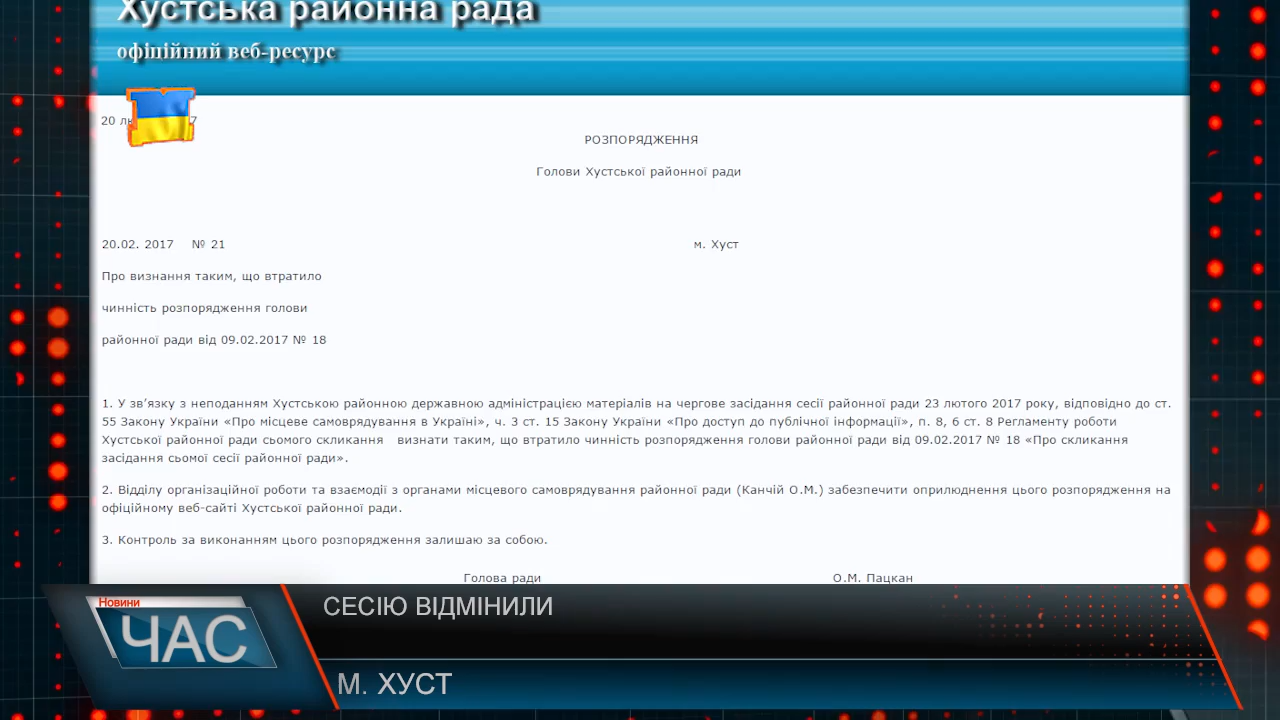 Хустська районна рада
офіційний веб-ресурс
20
РОЗПОРЯДЖЕННЯ
Голови Хустської районної ради
20.02. 2017 № 21 м. Хуст
Про визнання таким, що втратило
чинність розпорядження голови
районної ради від 09.02.2017 № 18
1. У зв’язку з неподанням Хустською районною державною адміністрацією матеріалів на чергове засідання сесії районної ради 23 лютого 2017 року, відповідно до ст.
55 Закону України «Про місцеве самоврядування в Україні», ч. 3 ст. 15 Закону України «Про доступ до публічної інформації», п. 8, 6 ст. 8 Регламенту роботи
Хустської районної ради сьомого скликання визнати таким, що втратило чинність розпорядження голови районної ради від 09.02.2017 № 18 «Про скликання
засідання сьомої сесії районної ради».
2. Відділу організаційної роботи та взаємодії з органами місцевого самоврядування районної ради (Канчій О.М.) забезпечити оприлюднення цього розпорядження на
офіційному веб-сайті Хустської районної ради.
3. Контроль за виконанням цього розпорядження залишаю за собою.
Голова ради О.М. Пацкан
Новини
ЧАС
СЕСІЮ ВІДМІНИЛИ
М. ХУСТ